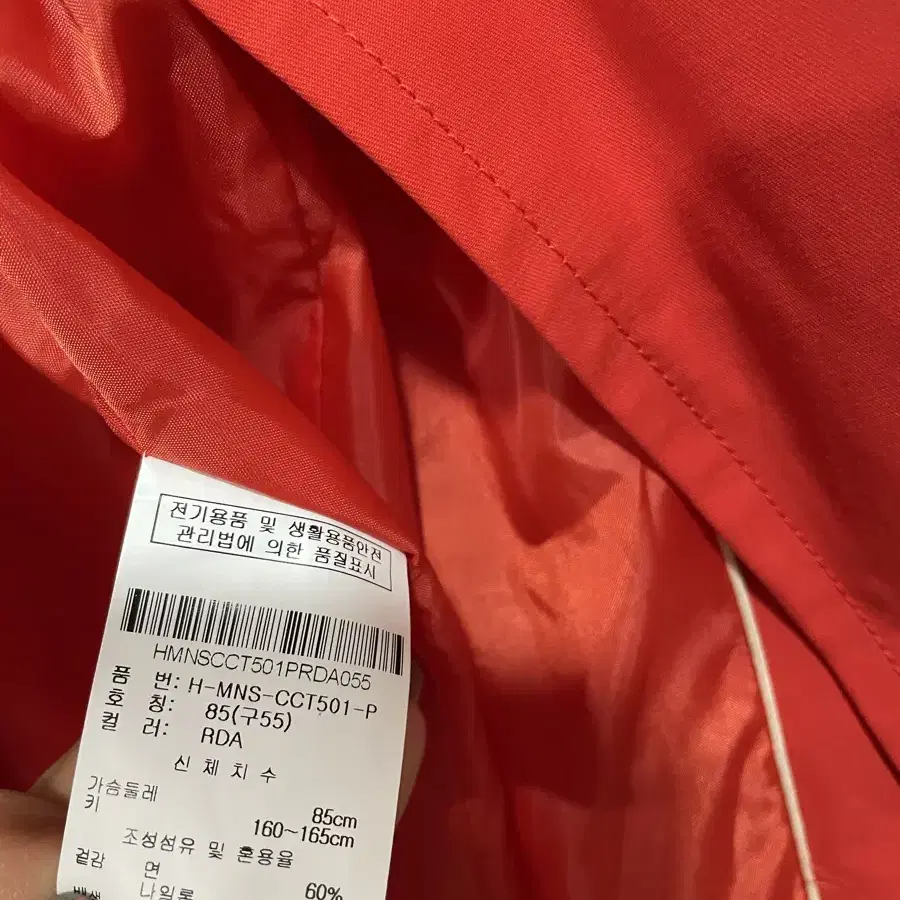 전기용품 및 생활용품안전
관리법에 의한 품질표시
HMNSCCT501PRDA055
품 번: H-MNS-CCT501-P
호 칭: 85(구55)
컬 러: RDA
신체치수
가슴둘레 85cm
키 160~165cm
조성섬유 및 혼용율
겉감 면 60%
배색 나일론